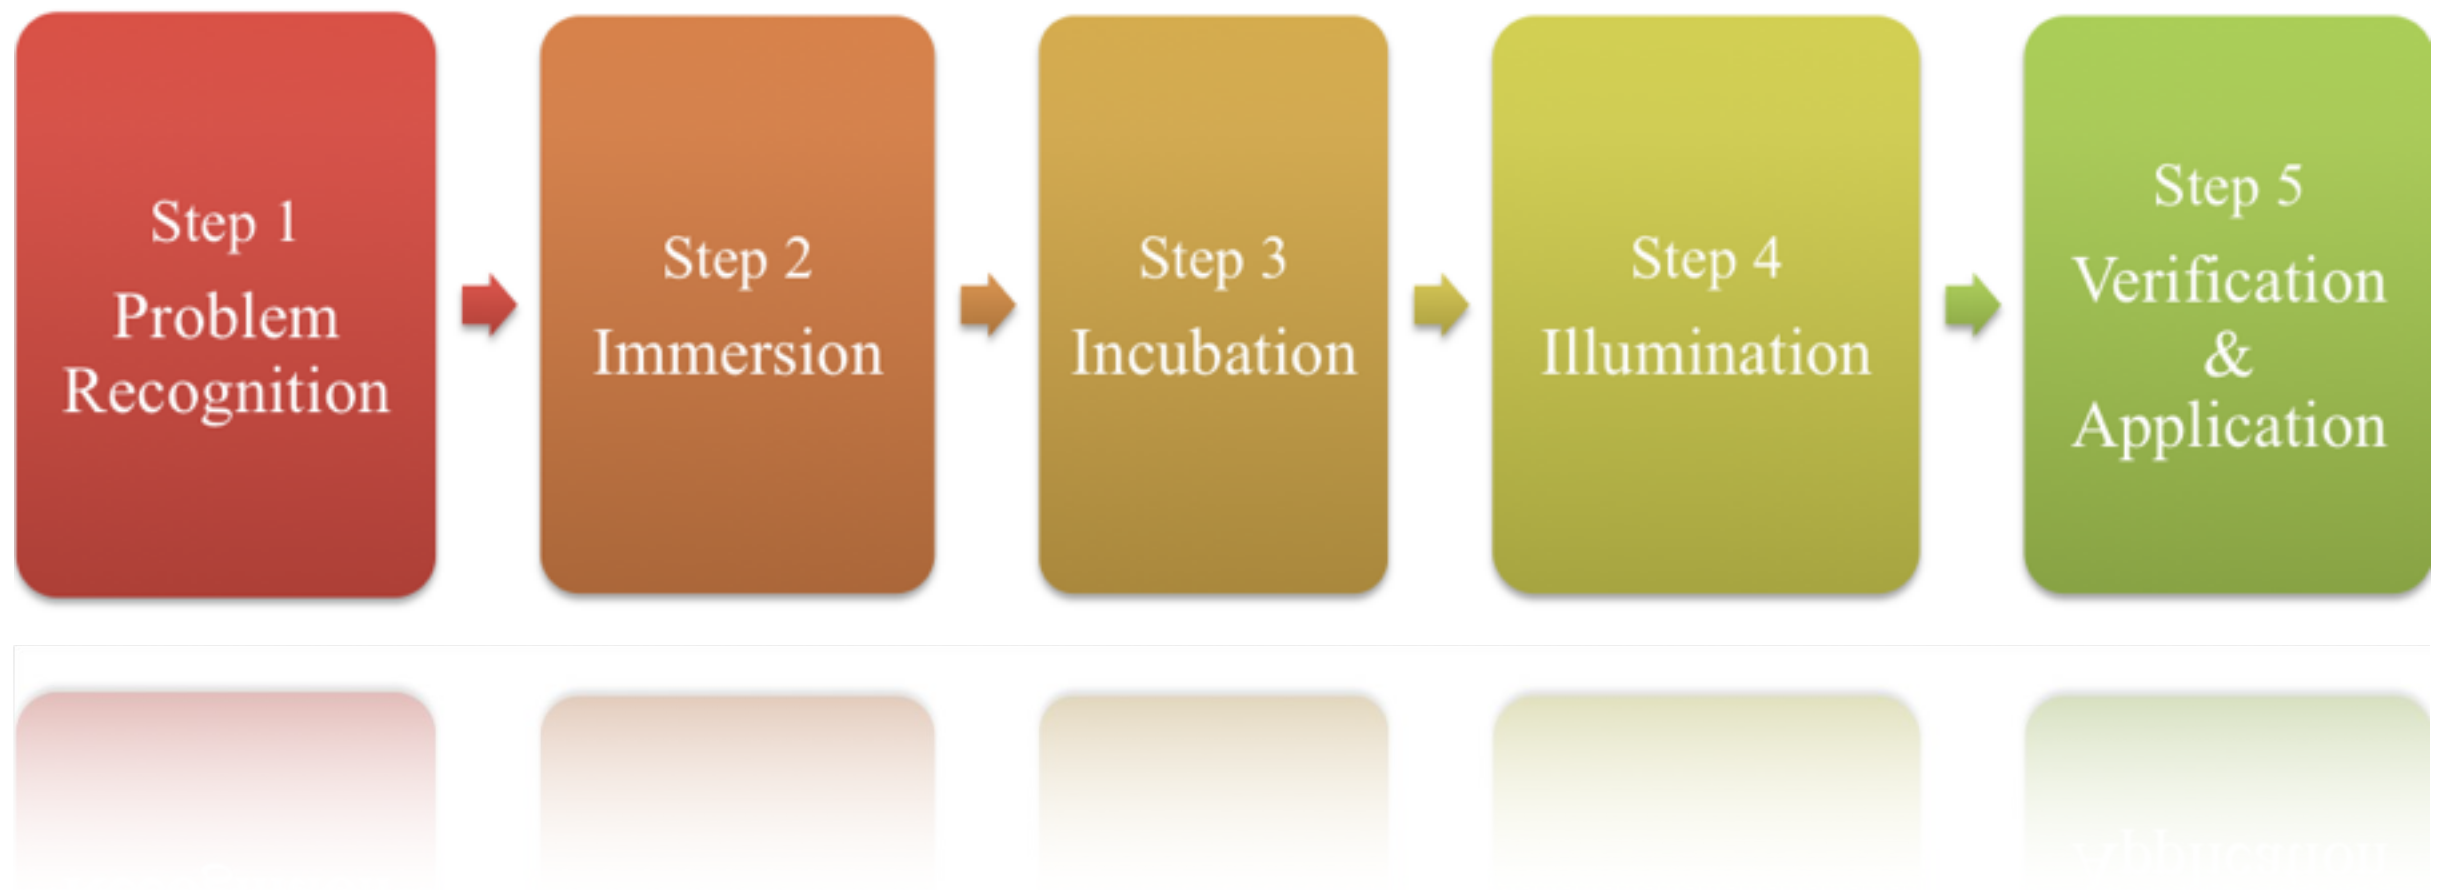 Step 1
Problem
Recognition
Step 2
Immersion
Step 3
Incubation
Step 4
Illumination
Step 5
Verification
&
Application